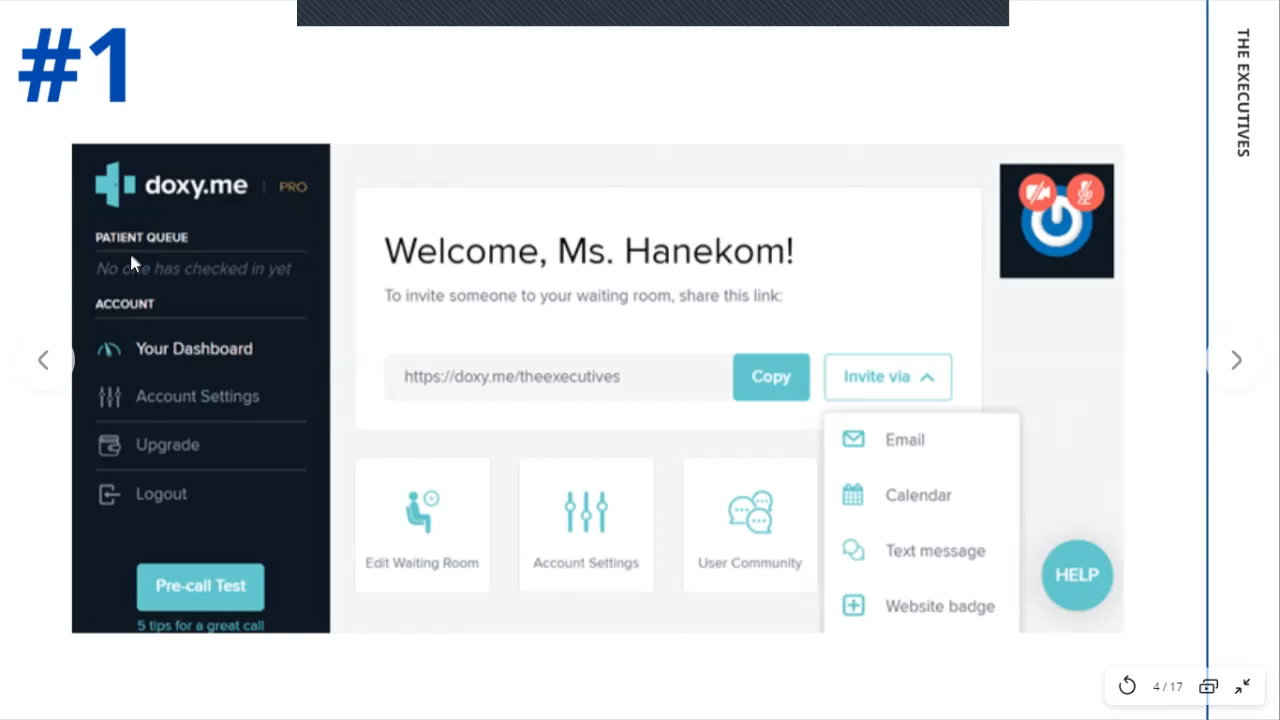 #1
THE EXECUTIVES
doxy.me | PRO
PATIENT QUEUE
No one has checked in yet
ACCOUNT
Your Dashboard
Account Settings
Upgrade
Logout
Pre-call Test
5 tips for a great call
Welcome, Ms. Hanekom!
To invite someone to your waiting room, share this link:
https://doxy.me/theexecutives
Copy
Invite via
Email
Calendar
Text message
Website badge
Edit Waiting Room
Account Settings
User Community
HELP
4 / 17